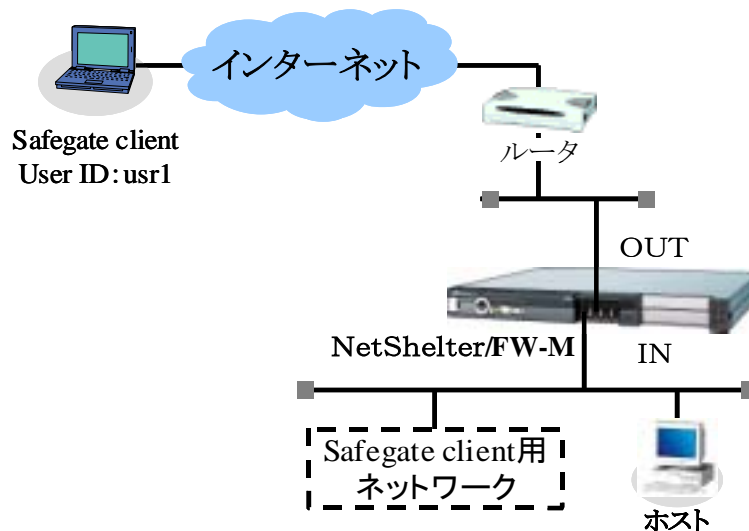 インターネット
Safegate client
User ID：usr1
ルータ
OUT
NetShelter/FW-M
IN
Safegate client用
ネットワーク
ホスト